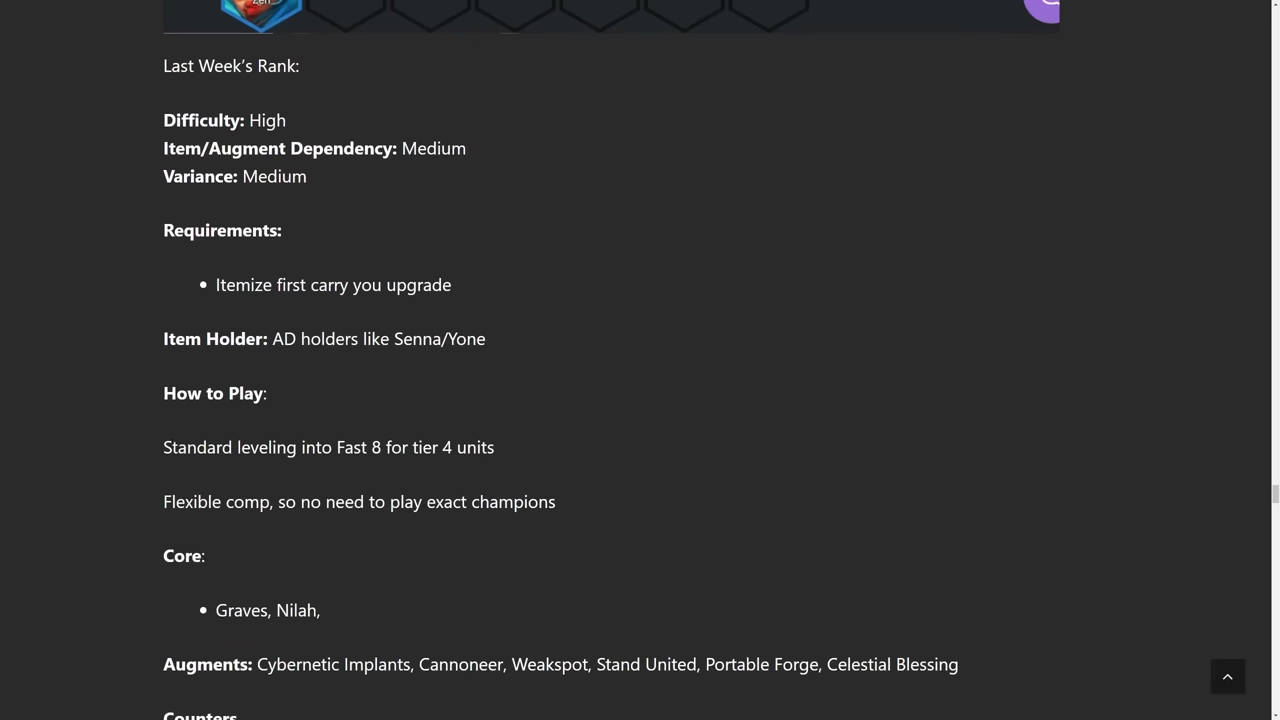 Zen
Last Week’s Rank:
Difficulty: High
Item/Augment Dependency: Medium
Variance: Medium
Requirements:
• Itemize first carry you upgrade
Item Holder: AD holders like Senna/Yone
How to Play:
Standard leveling into Fast 8 for tier 4 units
Flexible comp, so no need to play exact champions
Core:
• Graves, Nilah,
Augments: Cybernetic Implants, Cannoneer, Weakspot, Stand United, Portable Forge, Celestial Blessing
Counters